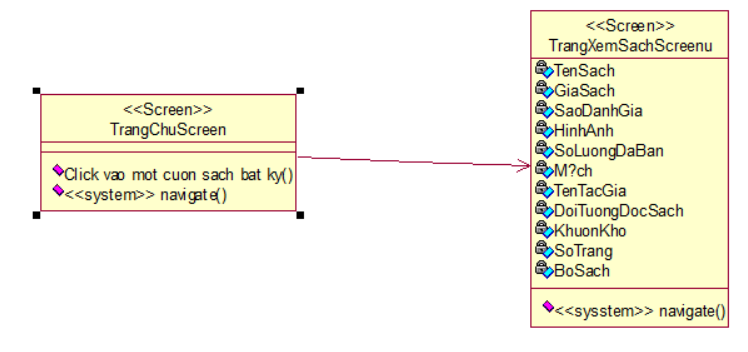 <<Screen>>
TrangChuScreen
Click vao mot cuon sach bat ky()
<<system>> navigate()
<<Screen>>
TrangXemSachScreenu
TenSach
GiaSach
SaoDanhGia
HinhAnh
SoLuongDaBan
M?ch
TenTacGia
DoiTuongDocSach
KhuonKho
SoTrang
BoSach
<<sysstem>> navigate()